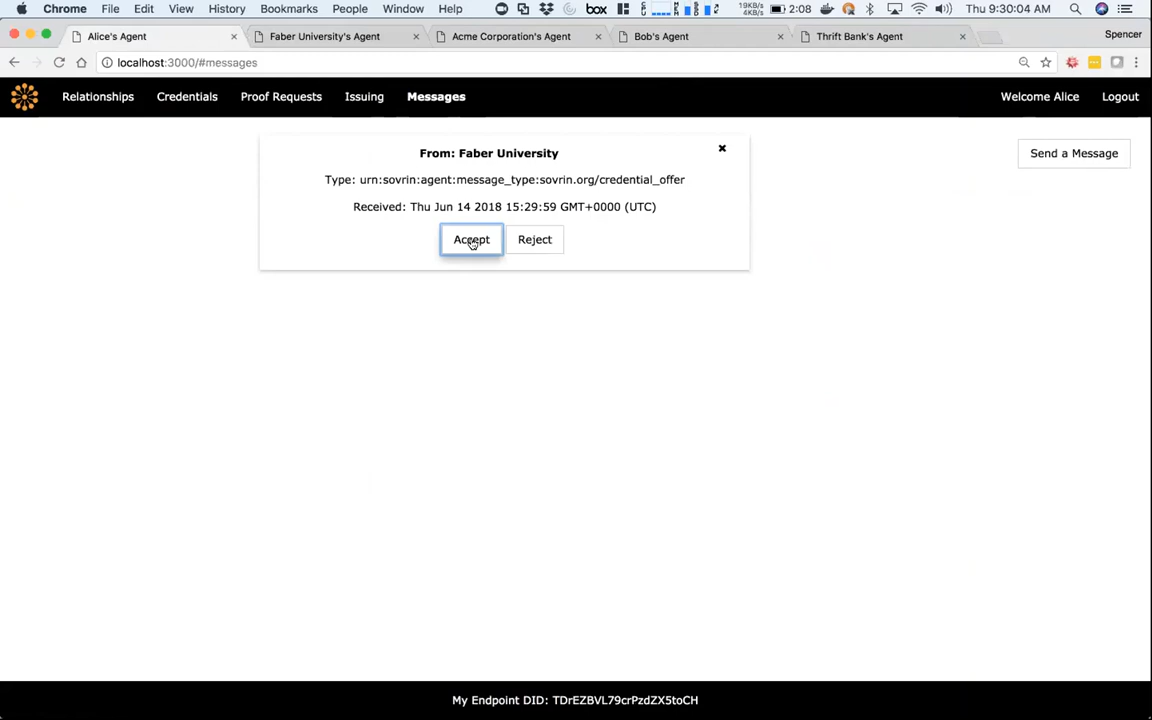 Chrome File Edit View History Bookmarks People Window Help box 19KB/s 4KB/s 2:08 Thu 9:30:04 AM
Alice's Agent Faber University's Agent Acme Corporation's Agent Bob's Agent Thrift Bank's Agent Spencer
localhost:3000/#messages
Relationships Credentials Proof Requests Issuing Messages Welcome Alice Logout
From: Faber University
Send a Message
Type: urn:sovrin:agent:message_type:sovrin.org/credential_offer
Received: Thu Jun 14 2018 15:29:59 GMT+0000 (UTC)
Accept Reject
My Endpoint DID: TDrEZBVL79crPzdZX5toCH